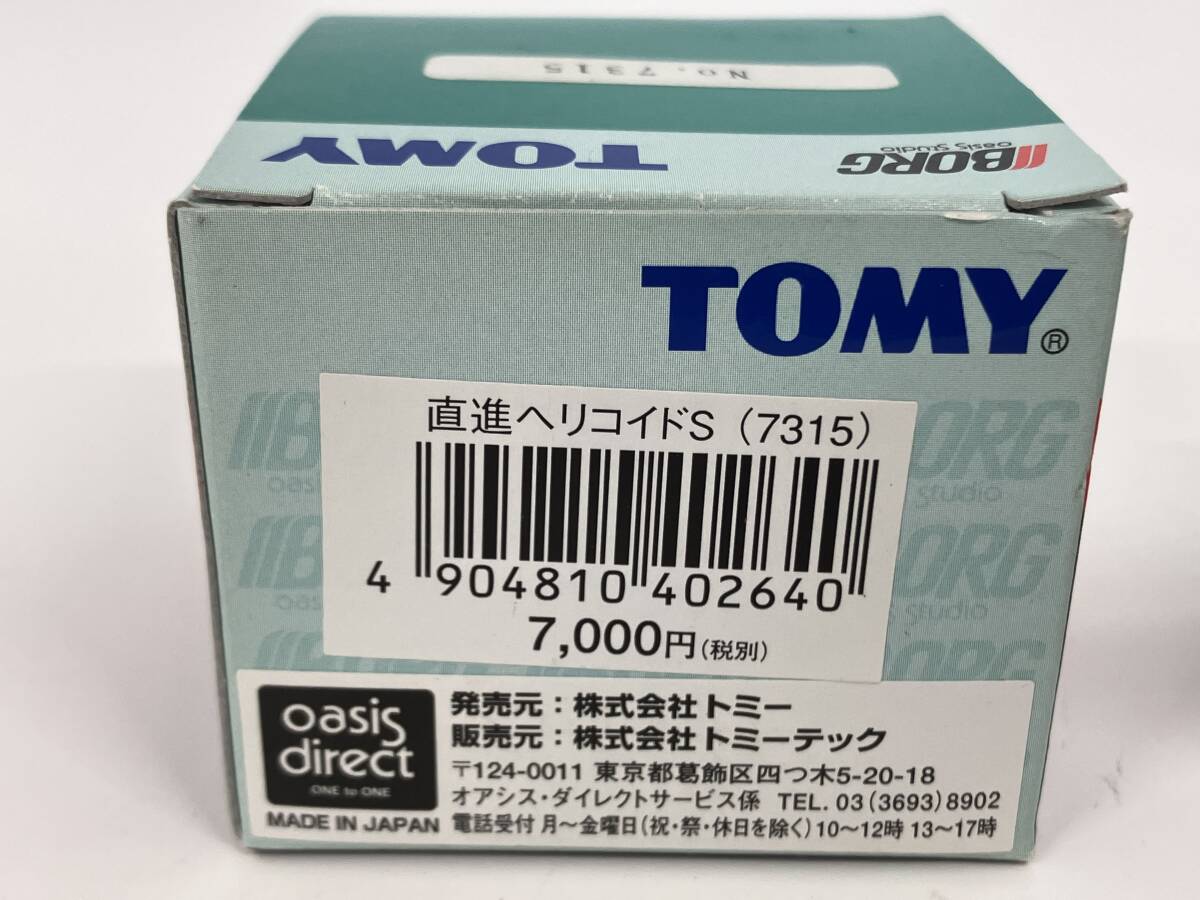 No. 7315
TOMY
BORG
oasis studio
TOMY®
直進ヘリコイドS（7315）
4 904810 402640
7,000円（税別）
BORG
studio
ORG
studio
oasis
direct
ONE to ONE
MADE IN JAPAN
発売元：株式会社トミー
販売元：株式会社トミーテック
〒124-0011 東京都葛飾区四つ木5-20-18
オアシス・ダイレクトサービス係 TEL. 03（3693）8902
電話受付 月〜金曜日（祝・祭・休日を除く）10〜12時 13〜17時